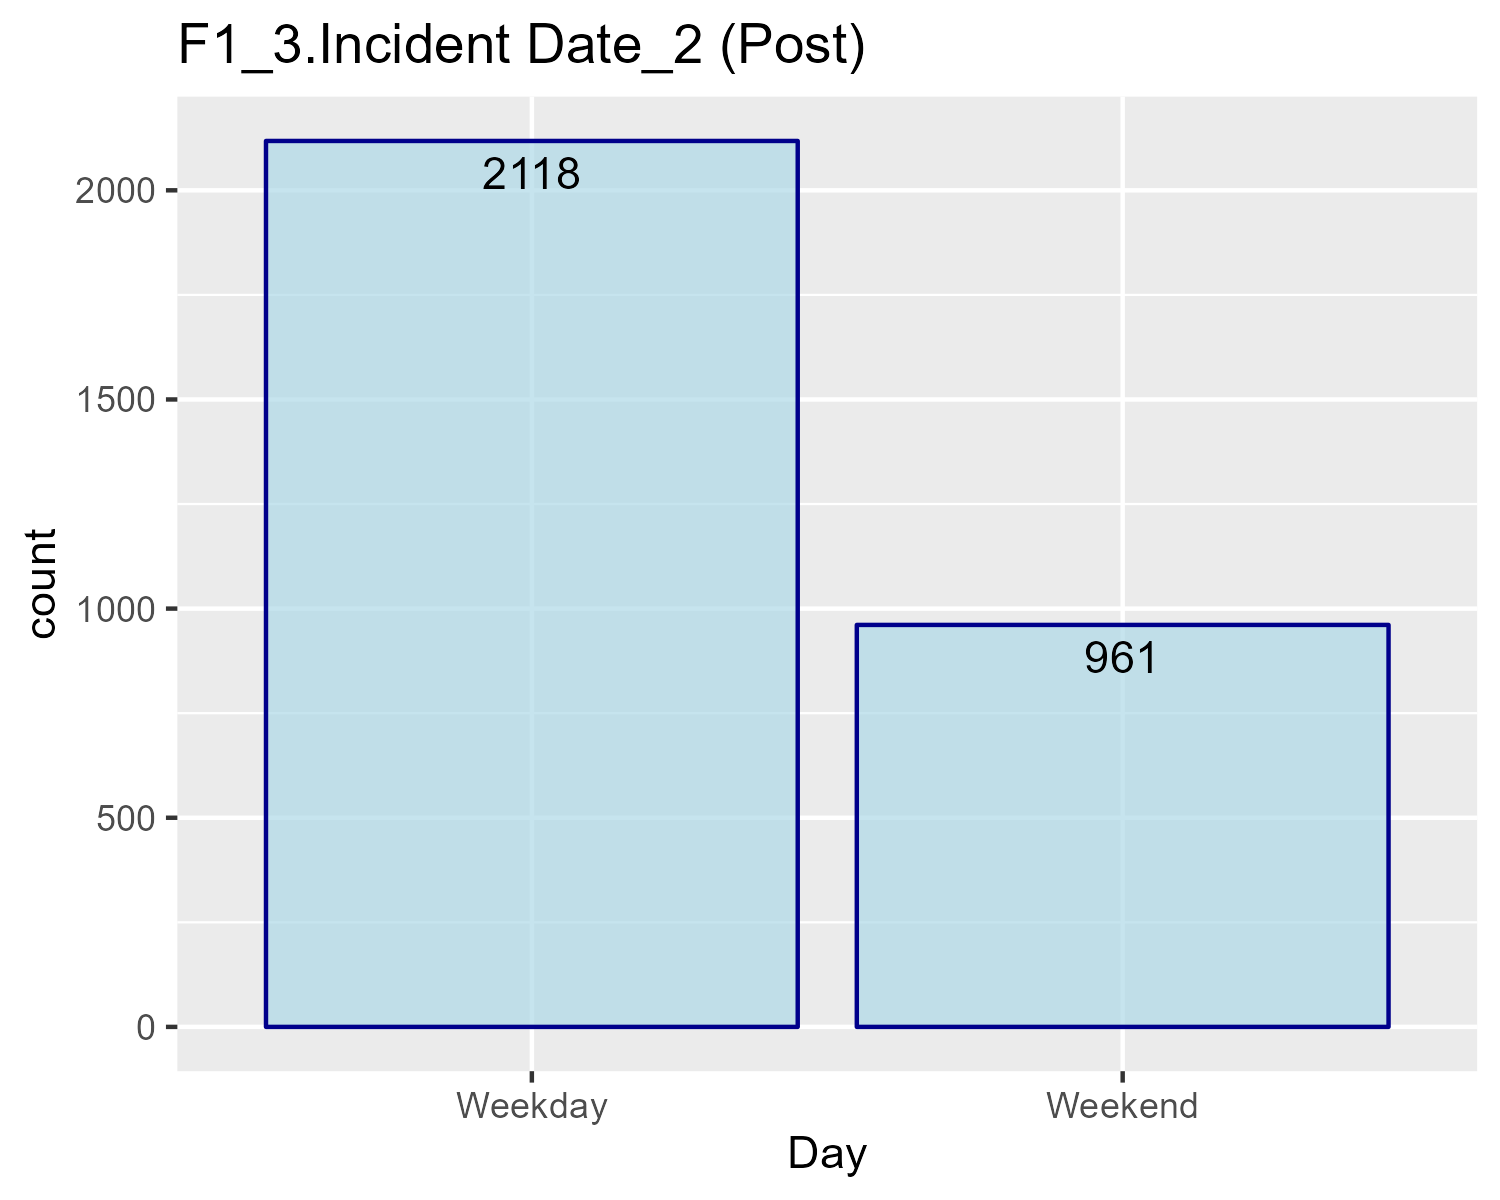 F1_3.Incident Date_2 (Post)
count
2000
1500
1000
500
0
2118
961
Weekday
Weekend
Day